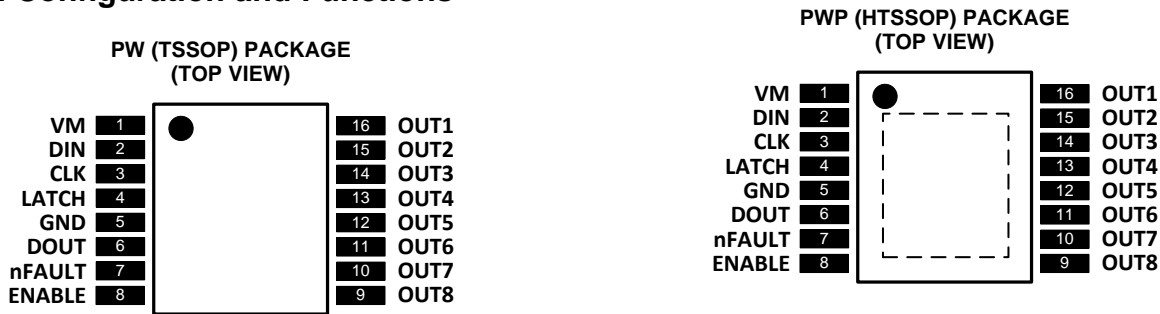 Configuration and Functions
PW (TSSOP) PACKAGE
(TOP VIEW)
VM 1 16 OUT1
DIN 2 15 OUT2
CLK 3 14 OUT3
LATCH 4 13 OUT4
GND 5 12 OUT5
DOUT 6 11 OUT6
nFAULT 7 10 OUT7
ENABLE 8 9 OUT8
PWP (HTSSOP) PACKAGE
(TOP VIEW)
VM 1 16 OUT1
DIN 2 15 OUT2
CLK 3 14 OUT3
LATCH 4 13 OUT4
GND 5 12 OUT5
DOUT 6 11 OUT6
nFAULT 7 10 OUT7
ENABLE 8 9 OUT8